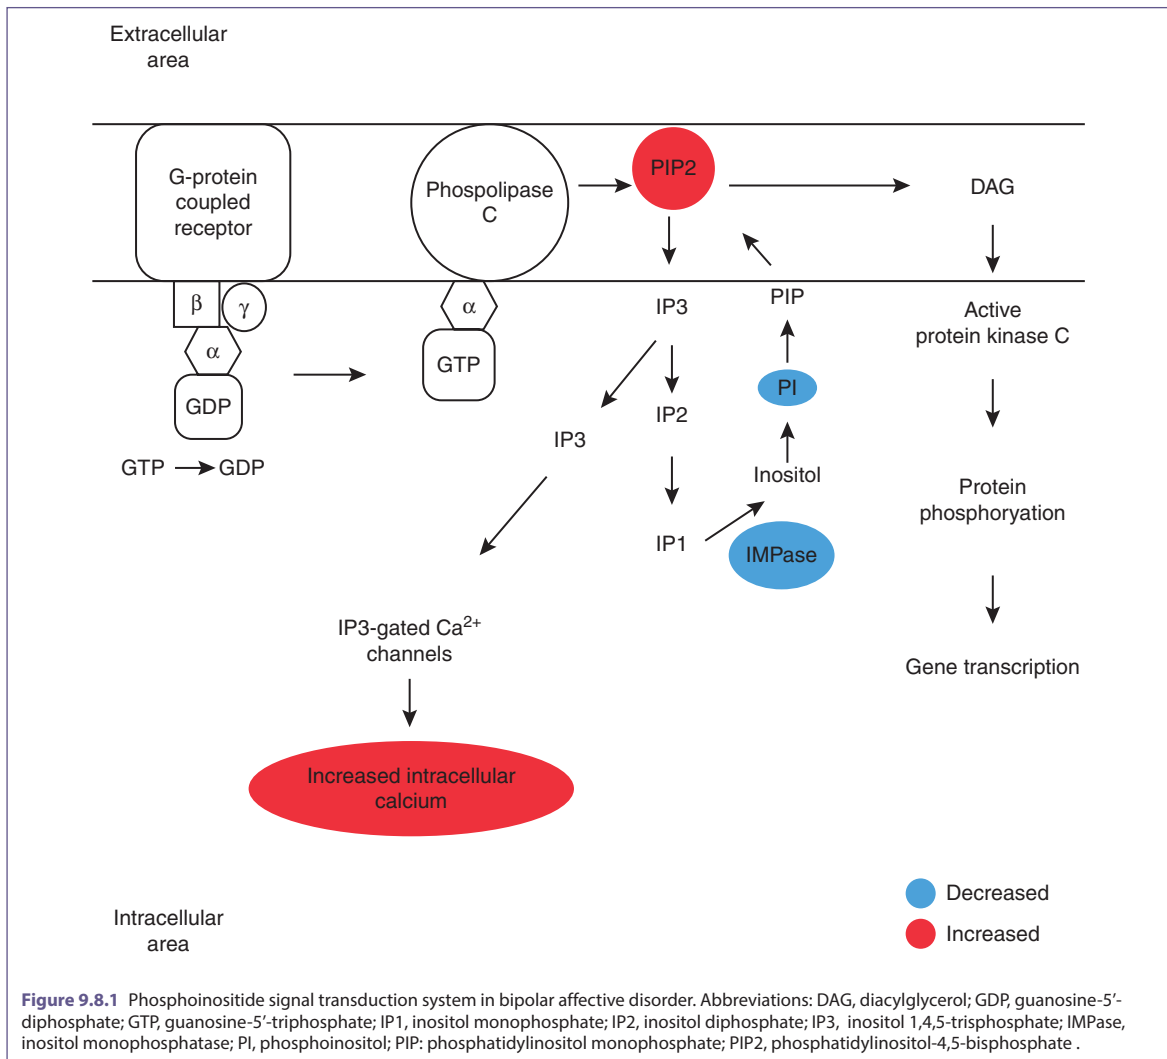 Extracellular
area
G-protein
coupled
receptor
Phospolipase
C
PIP2
DAG
β
γ
α
GDP
GTP → GDP
α
GTP
IP3
PIP
Active
protein kinase C
PI
IP2
IP3
Inositol
Protein
phosphoryation
IP1
IMPase
IP3-gated Ca²⁺
channels
Gene transcription
Increased intracellular
calcium
Decreased
Increased
Intracellular
area
Figure 9.8.1 Phosphoinositide signal transduction system in bipolar affective disorder. Abbreviations: DAG, diacylglycerol; GDP, guanosine-5′-
diphosphate; GTP, guanosine-5′-triphosphate; IP1, inositol monophosphate; IP2, inositol diphosphate; IP3, inositol 1,4,5-trisphosphate; IMPase,
inositol monophosphatase; PI, phosphoinositol; PIP: phosphatidylinositol monophosphate; PIP2, phosphatidylinositol-4,5-bisphosphate .